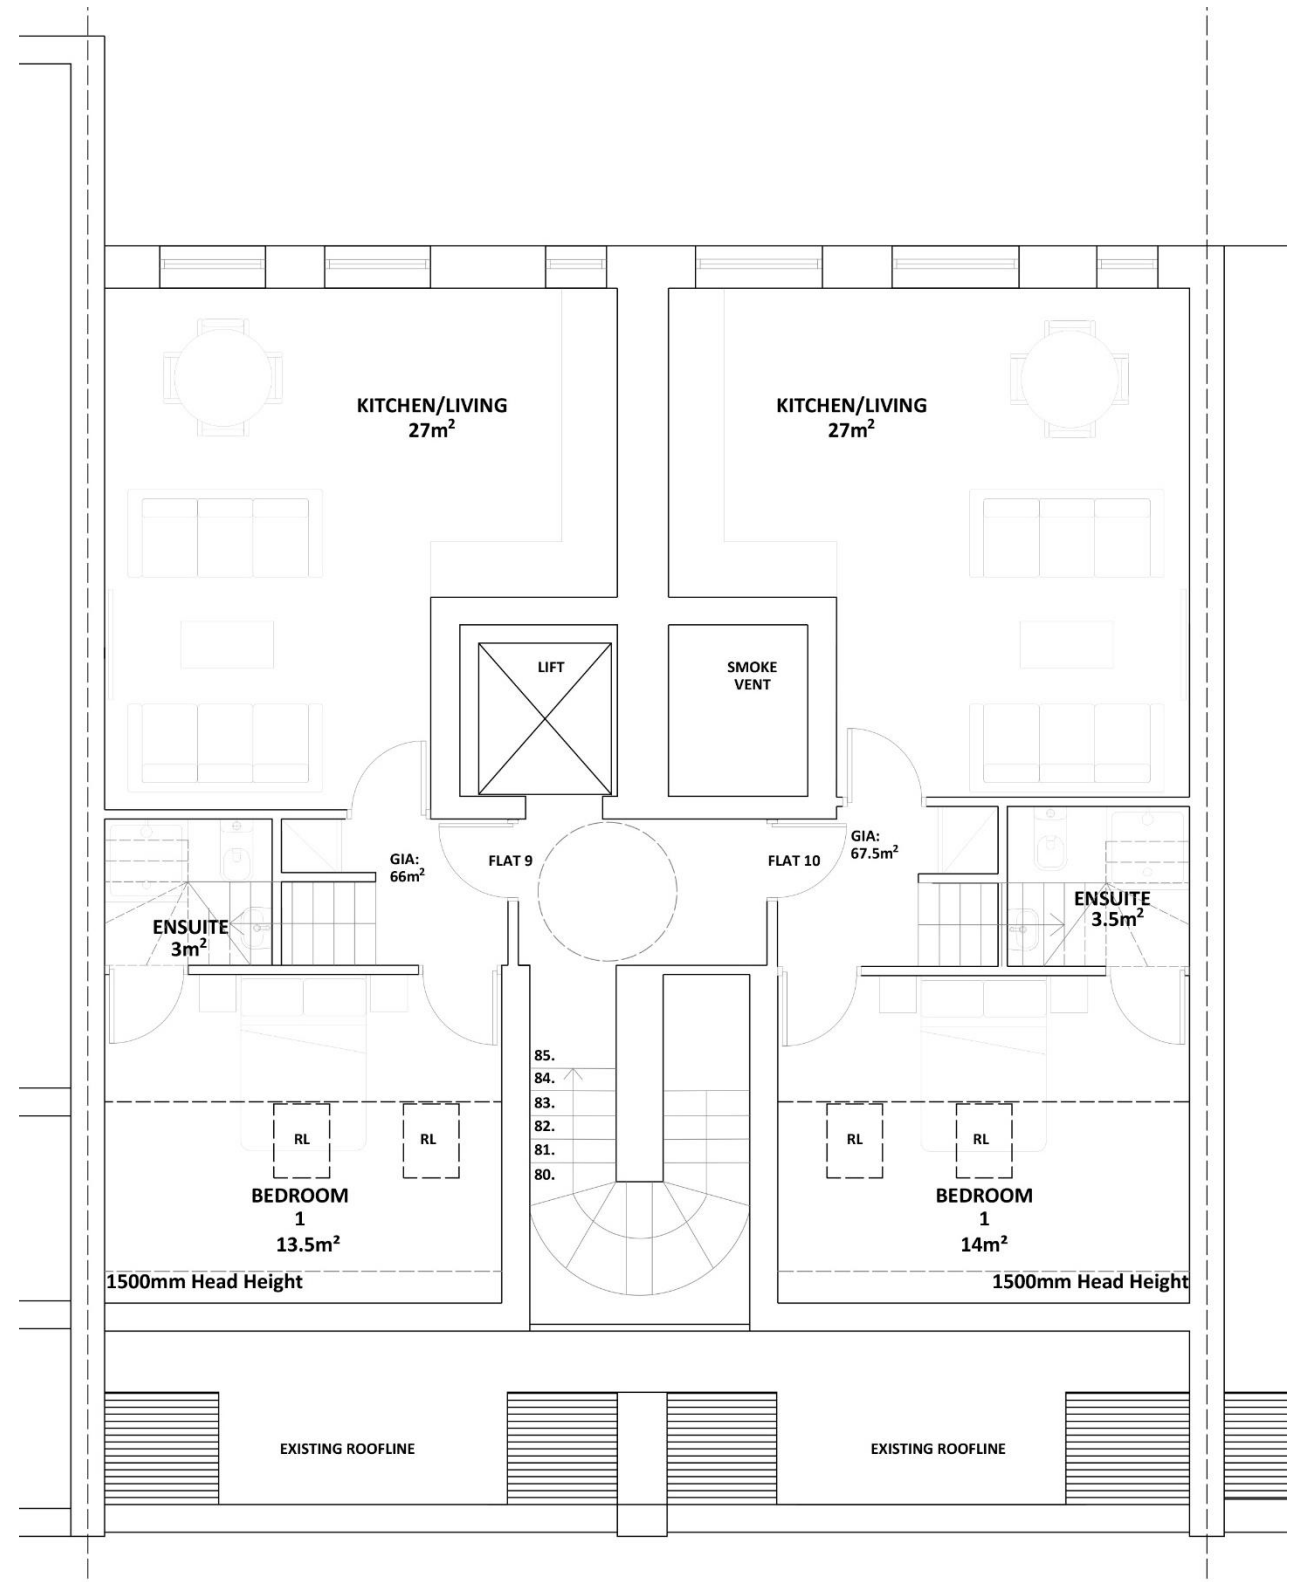 KITCHEN/LIVING
27m²
KITCHEN/LIVING
27m²
LIFT
SMOKE
VENT
GIA:
66m²
FLAT 9
FLAT 10
GIA:
67.5m²
ENSUITE
3m²
ENSUITE
3.5m²
85.
84.
83.
82.
81.
80.
RL
RL
RL
RL
BEDROOM
1
13.5m²
BEDROOM
1
14m²
1500mm Head Height
1500mm Head Height
EXISTING ROOFLINE
EXISTING ROOFLINE